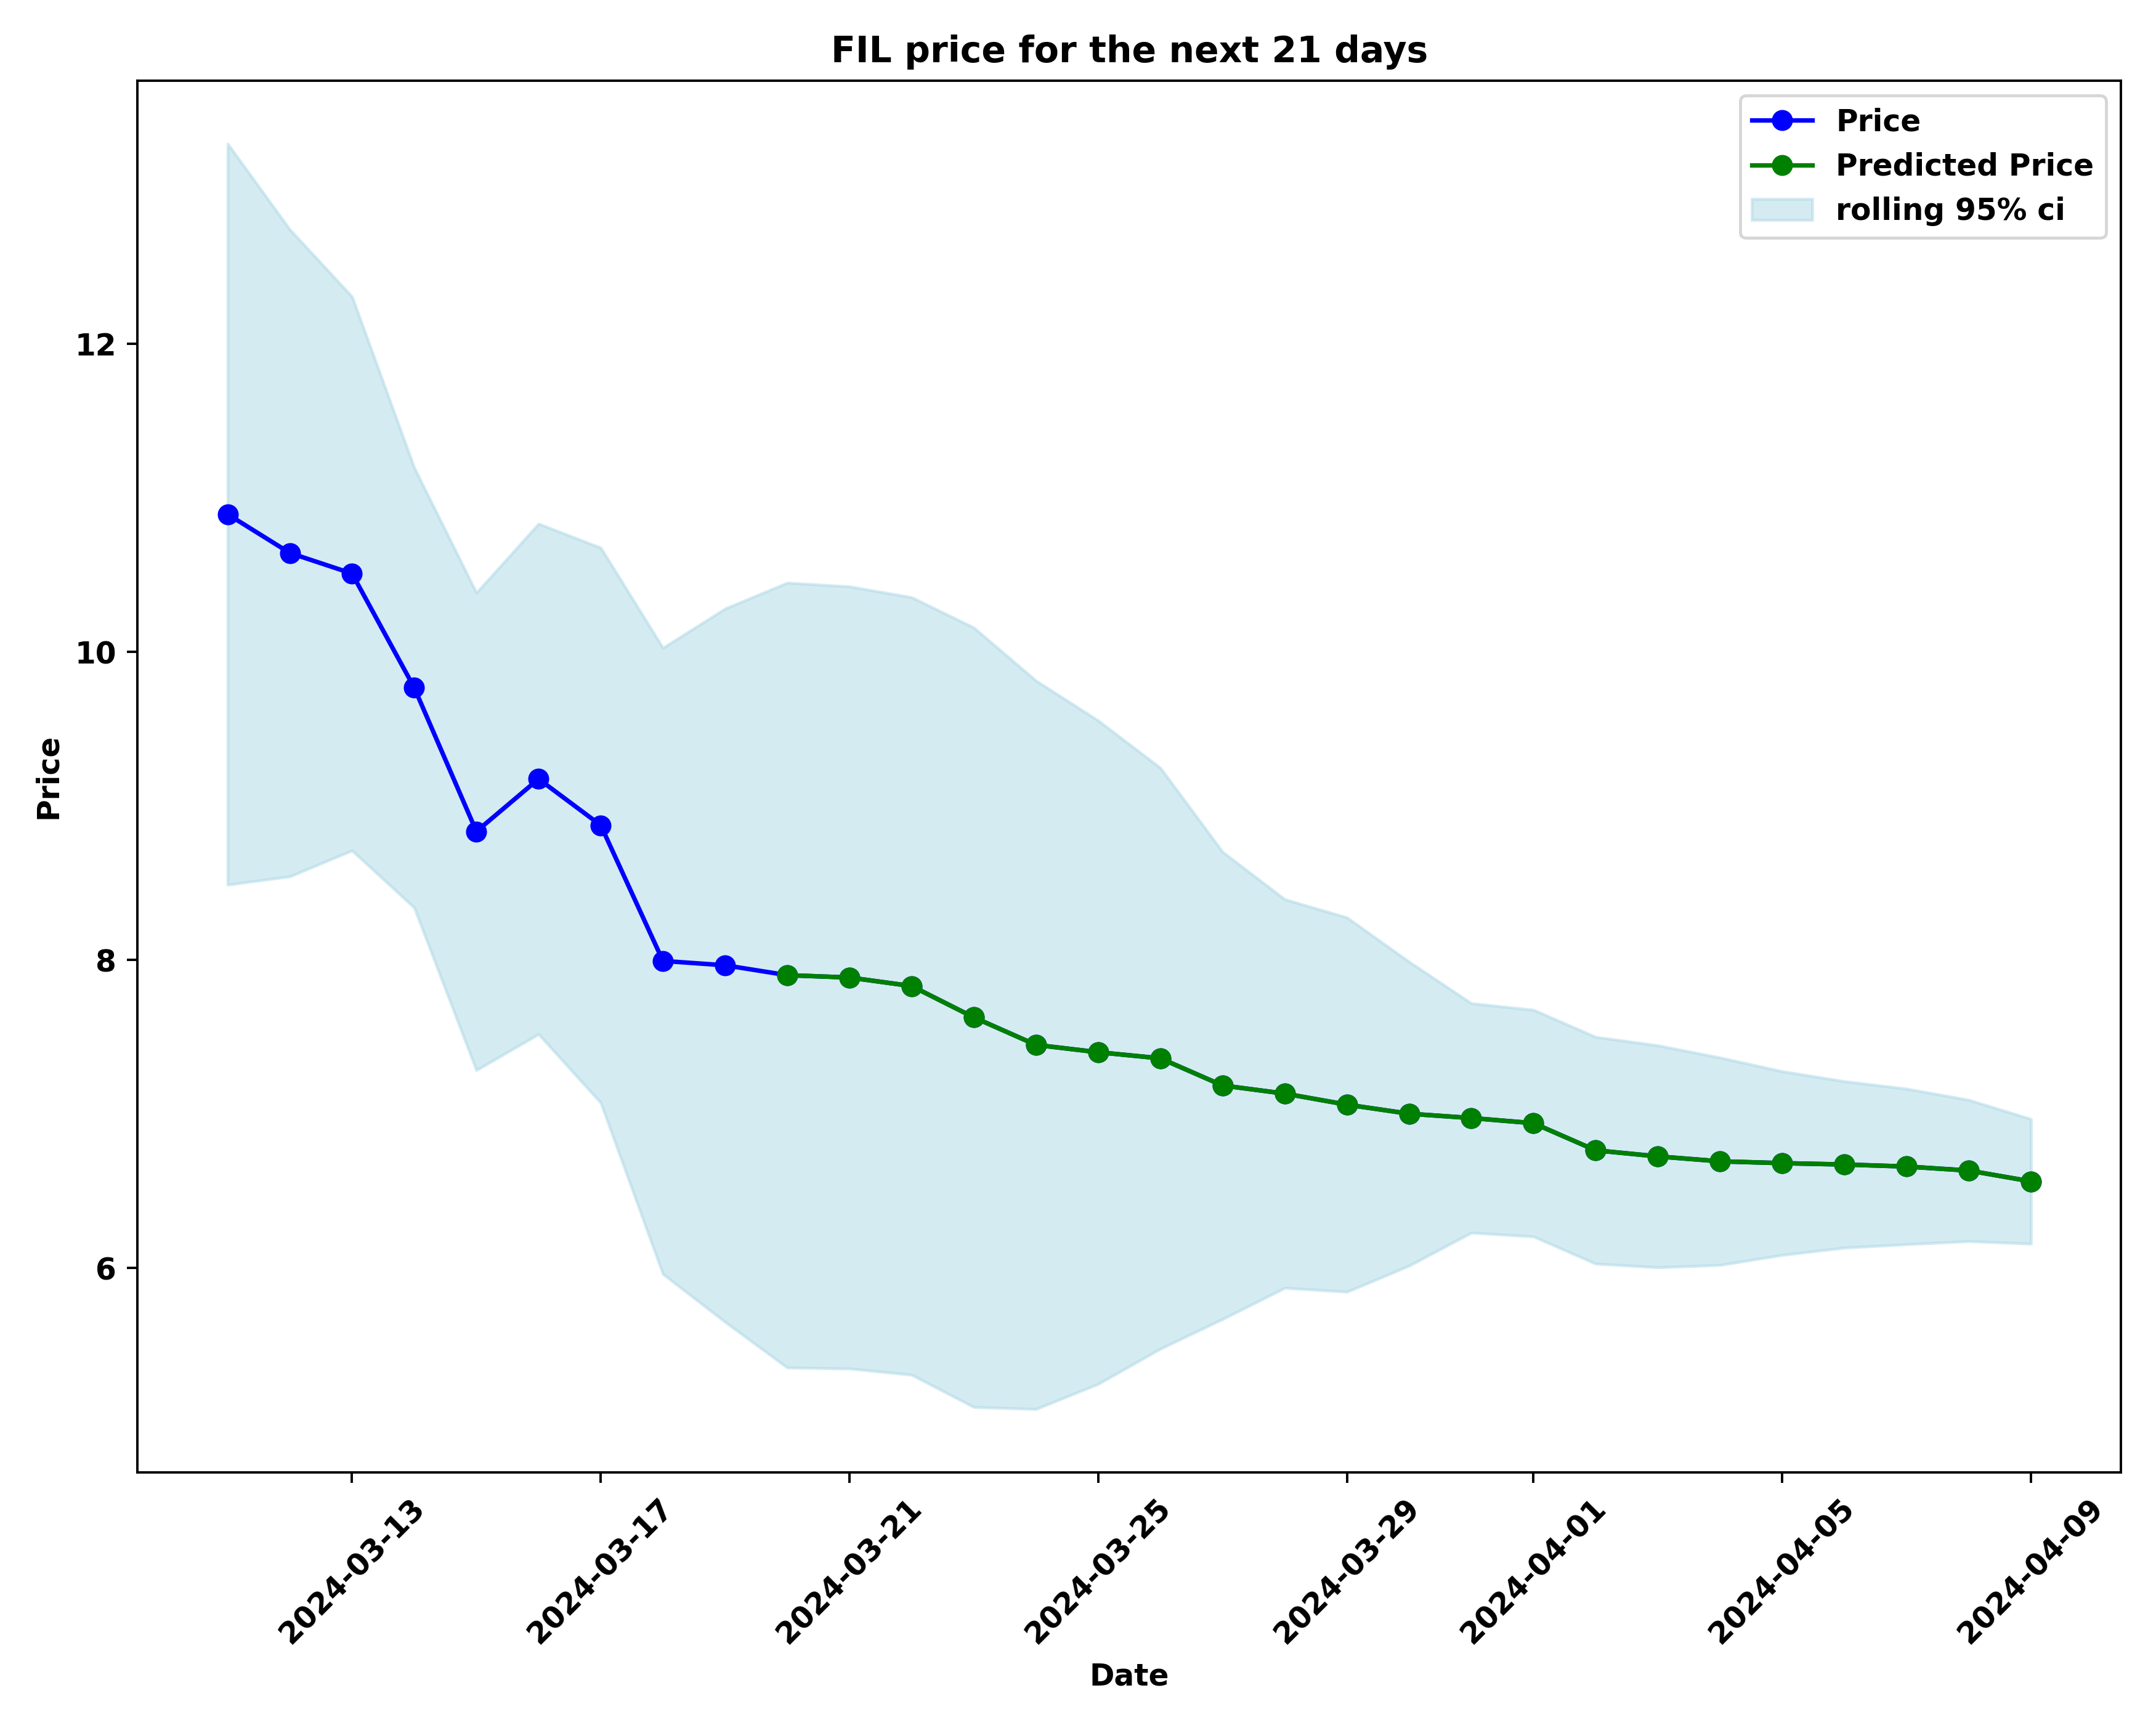 FIL price for the next 21 days
Price
Predicted Price
rolling 95% ci
Price
12
10
8
6
2024-03-13
2024-03-17
2024-03-21
2024-03-25
2024-03-29
2024-04-01
2024-04-05
2024-04-09
Date